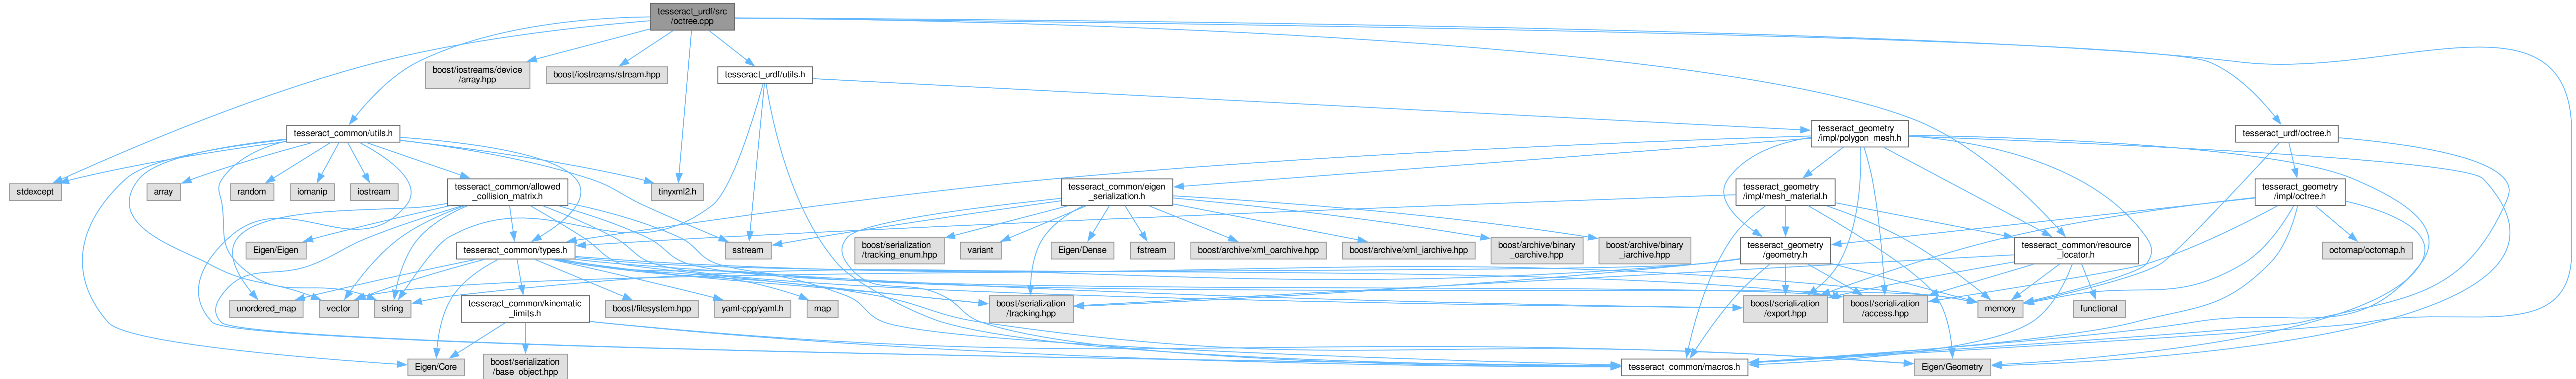 tesseract_urdf/src
/octree.cpp
boost/iostreams/device
/array.hpp
boost/iostreams/stream.hpp
tesseract_urdf/utils.h
tesseract_common/utils.h
tesseract_geometry
/impl/polygon_mesh.h
tesseract_urdf/octree.h
stdexcept
array
random
iomanip
iostream
tesseract_common/allowed
_collision_matrix.h
tinyxml2.h
tesseract_common/eigen
_serialization.h
tesseract_geometry
/impl/mesh_material.h
tesseract_geometry
/impl/octree.h
Eigen/Eigen
tesseract_common/types.h
sstream
boost/serialization
/tracking_enum.hpp
variant
Eigen/Dense
fstream
boost/archive/xml_oarchive.hpp
boost/archive/xml_iarchive.hpp
boost/archive/binary
_oarchive.hpp
boost/archive/binary
_iarchive.hpp
tesseract_geometry
/geometry.h
tesseract_common/resource
_locator.h
octomap/octomap.h
unordered_map
vector
string
tesseract_common/kinematic
_limits.h
boost/filesystem.hpp
yaml-cpp/yaml.h
map
boost/serialization
/tracking.hpp
boost/serialization
/export.hpp
boost/serialization
/access.hpp
memory
functional
Eigen/Core
boost/serialization
/base_object.hpp
tesseract_common/macros.h
Eigen/Geometry